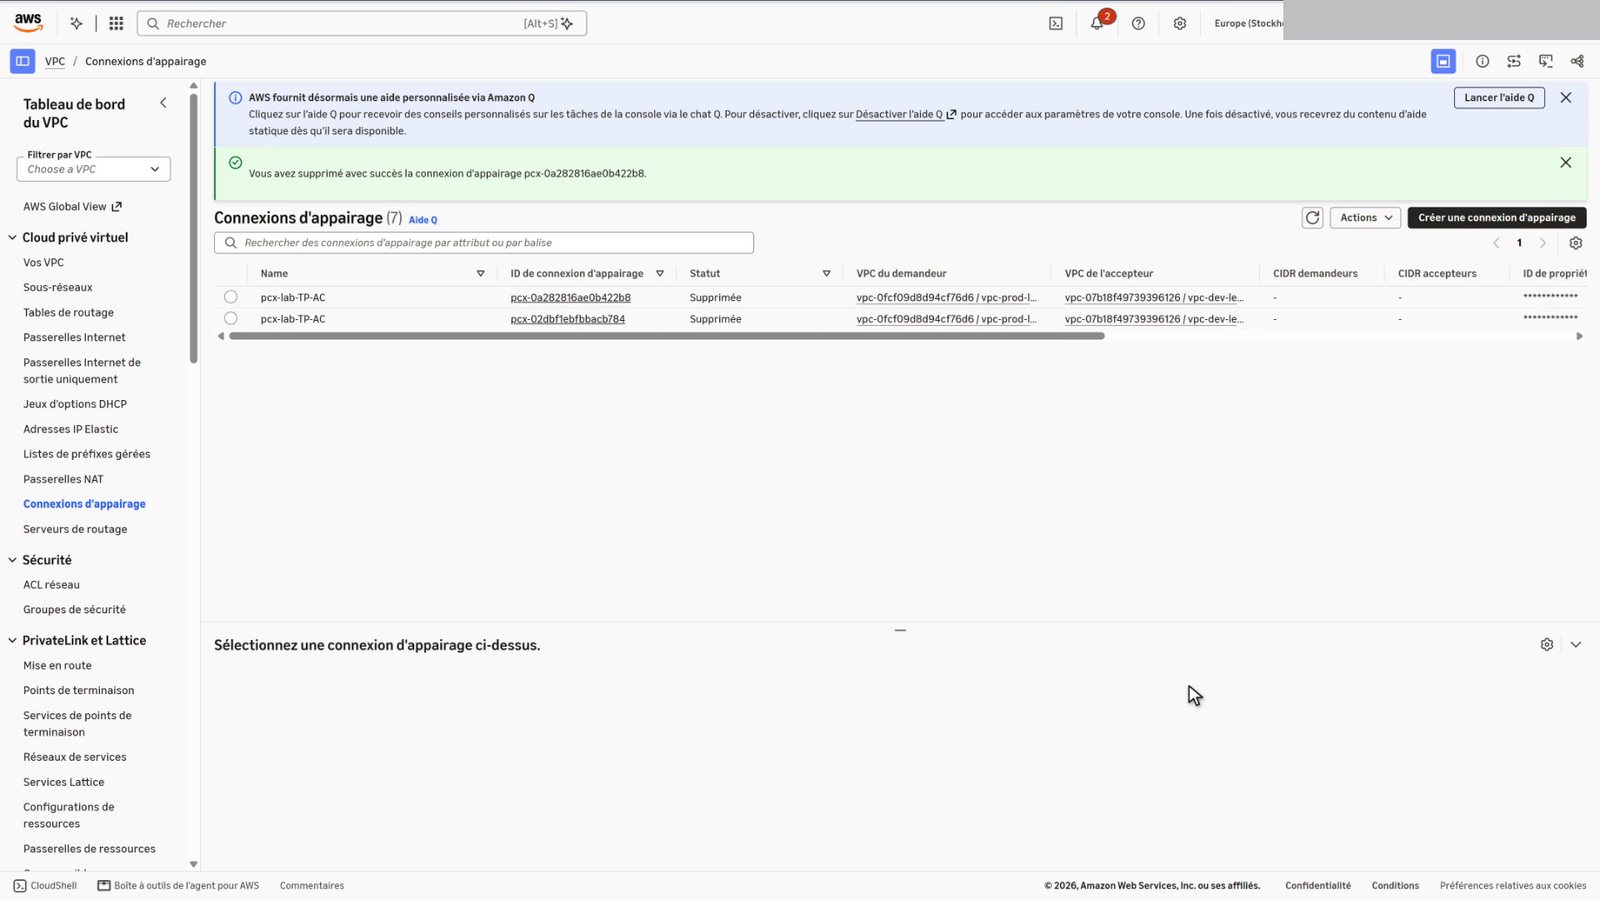 aws
Rechercher
[Alt+S]
2
Europe (Stockh
VPC / Connexions d'appairage
Tableau de bord
du VPC
Filtrer par VPC
Choose a VPC
AWS Global View
Cloud privé virtuel
Vos VPC
Sous-réseaux
Tables de routage
Passerelles Internet
Passerelles Internet de
sortie uniquement
Jeux d'options DHCP
Adresses IP Elastic
Listes de préfixes gérées
Passerelles NAT
Connexions d'appairage
Serveurs de routage
Sécurité
ACL réseau
Groupes de sécurité
PrivateLink et Lattice
Mise en route
Points de terminaison
Services de points de
terminaison
Réseaux de services
Services Lattice
Configurations de
ressources
Passerelles de ressources
AWS fournit désormais une aide personnalisée via Amazon Q
Cliquez sur l'aide Q pour recevoir des conseils personnalisés sur les tâches de la console via le chat Q. Pour désactiver, cliquez sur Désactiver l'aide Q pour accéder aux paramètres de votre console. Une fois désactivé, vous recevrez du contenu d'aide
statique dès qu'il sera disponible.
Lancer l'aide Q
Vous avez supprimé avec succès la connexion d'appairage pcx-0a282816ae0b422b8.
Connexions d'appairage (7) Aide Q
Actions
Créer une connexion d'appairage
Rechercher des connexions d'appairage par attribut ou par balise
1
Name ID de connexion d'appairage Statut VPC du demandeur VPC de l'accepteur CIDR demandeurs CIDR accepteurs ID de propriét
pcx-lab-TP-AC pcx-0a282816ae0b422b8 Supprimée vpc-0fcf09d8d94cf76d6 / vpc-prod-l... vpc-07b18f49739396126 / vpc-dev-le... - - ************
pcx-lab-TP-AC pcx-02dbf1ebfbbacb784 Supprimée vpc-0fcf09d8d94cf76d6 / vpc-prod-l... vpc-07b18f49739396126 / vpc-dev-le... - - ************
Sélectionnez une connexion d'appairage ci-dessus.
CloudShell Boîte à outils de l'agent pour AWS Commentaires
© 2026, Amazon Web Services, Inc. ou ses affiliés. Confidentialité Conditions Préférences relatives aux cookies